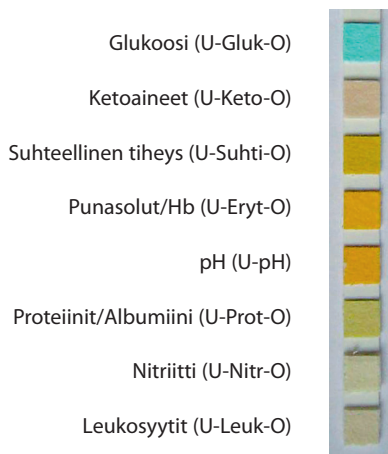 Glukoosi (U-Gluk-O)
Ketoaineet (U-Keto-O)
Suhteellinen tiheys (U-Suhti-O)
Punasolut/Hb (U-Eryt-O)
pH (U-pH)
Proteiinit/Albumiini (U-Prot-O)
Nitriitti (U-Nitr-O)
Leukosyytit (U-Leuk-O)